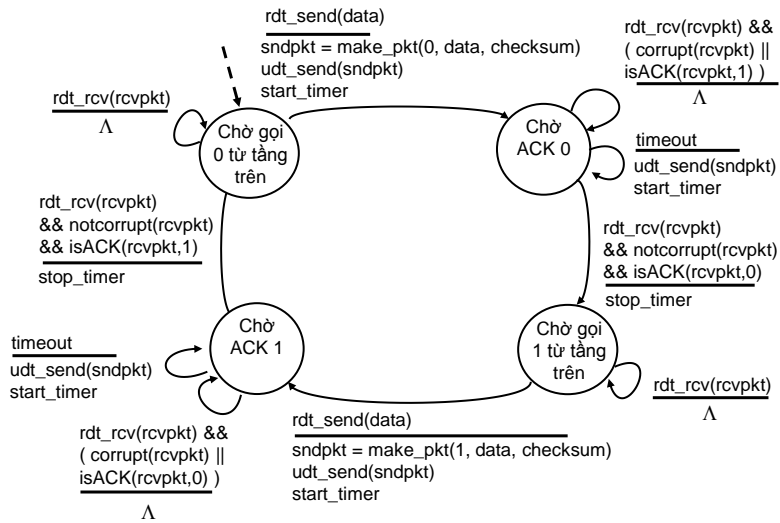 rdt_send(data)
sndpkt = make_pkt(0, data, checksum)
udt_send(sndpkt)
start_timer
rdt_rcv(rcvpkt) &&
( corrupt(rcvpkt) ||
isACK(rcvpkt,1) )
Λ
rdt_rcv(rcvpkt)
Λ
Chờ gọi
0 từ tầng
trên
Chờ
ACK 0
timeout
udt_send(sndpkt)
start_timer
rdt_rcv(rcvpkt)
&& notcorrupt(rcvpkt)
&& isACK(rcvpkt,1)
stop_timer
rdt_rcv(rcvpkt)
&& notcorrupt(rcvpkt)
&& isACK(rcvpkt,0)
stop_timer
Chờ
ACK 1
Chờ gọi
1 từ tầng
trên
timeout
udt_send(sndpkt)
start_timer
rdt_rcv(rcvpkt)
Λ
rdt_send(data)
sndpkt = make_pkt(1, data, checksum)
udt_send(sndpkt)
start_timer
rdt_rcv(rcvpkt) &&
( corrupt(rcvpkt) ||
isACK(rcvpkt,0) )
Λ